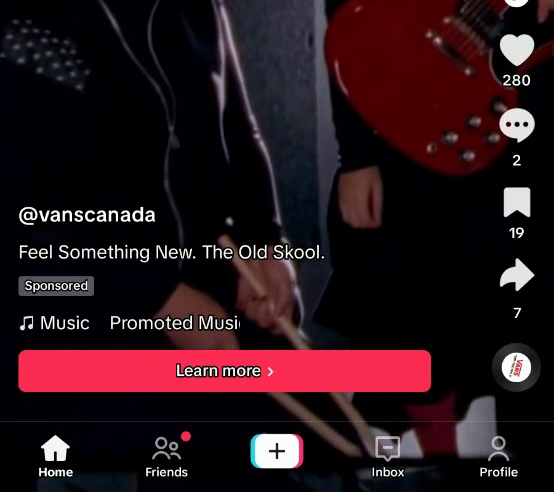 280
2
19
7
@vanscanada
Feel Something New. The Old Skool.
Sponsored
Music Promoted Musi
Learn more
VANS
Home Friends Inbox Profile